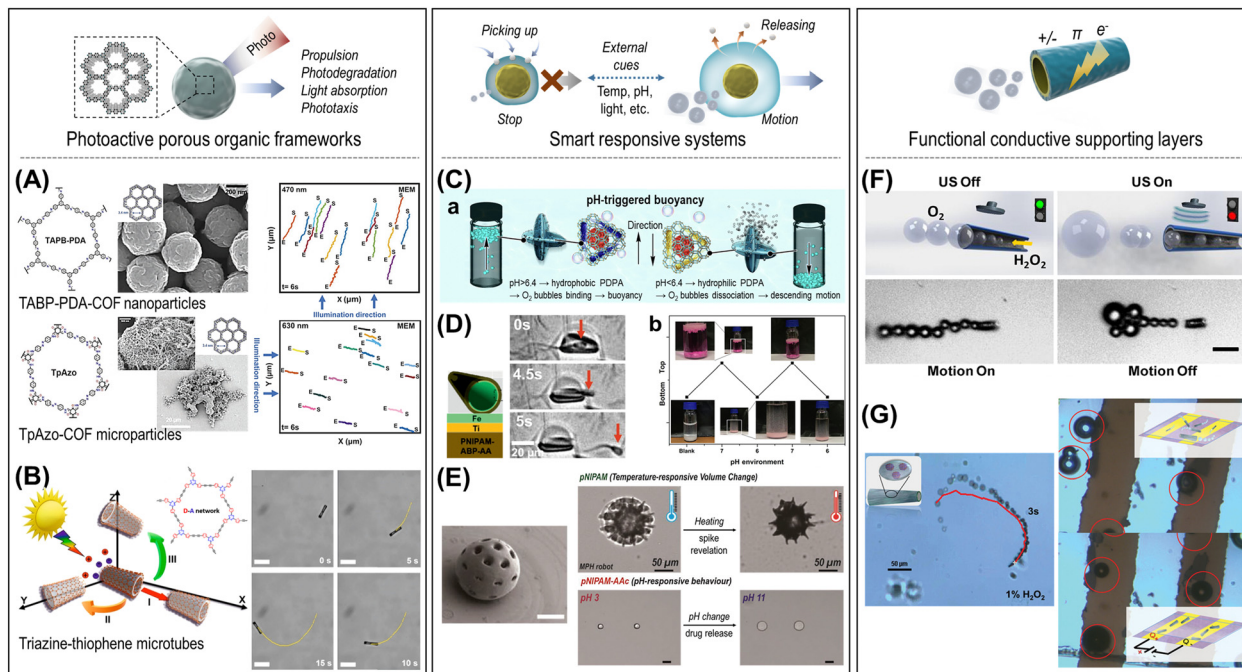 Photo
Propulsion
Photodegradation
Light absorption
Phototaxis
Photoactive porous organic frameworks
(A)
TAPB-PDA
200 nm
TABP-PDA-COF nanoparticles
470 nm
MEM
S
E
Y (µm)
t= 6s
X (µm)
Illumination direction
TpAzo
TpAzo-COF microparticles
Illumination direction
630 nm
MEM
E
S
Y (µm)
t= 6s
X (µm)
(B)
D-A network
Z
III
I
II
Y
X
Triazine-thiophene microtubes
0 s
5 s
15 s
10 s
Picking up
External
cues
Temp, pH,
light, etc.
Stop
Releasing
Motion
Smart responsive systems
(C)
a
pH-triggered buoyancy
Direction
pH>6.4 → hydrophobic PDPA
→ O2 bubbles binding → buoyancy
pH<6.4 → hydrophilic PDPA
→ O2 bubbles dissociation → descending motion
(D)
Fe
Ti
PNIPAM-
ABP-AA
0s
4.5s
5s
20 µm
b
Top
Bottom
Blank
7
6
7
6
pH environment
(E)
pNIPAM (Temperature-responsive Volume Change)
MPH robot
50 µm
Heating
spike
revelation
50 µm
pNIPAM-AAc (pH-responsive behaviour)
pH 3
pH change
drug release
pH 11
+/-
π
e-
Functional conductive supporting layers
(F)
US Off
US On
O2
H2O2
Motion On
Motion Off
(G)
3s
50 µm
1% H2O2